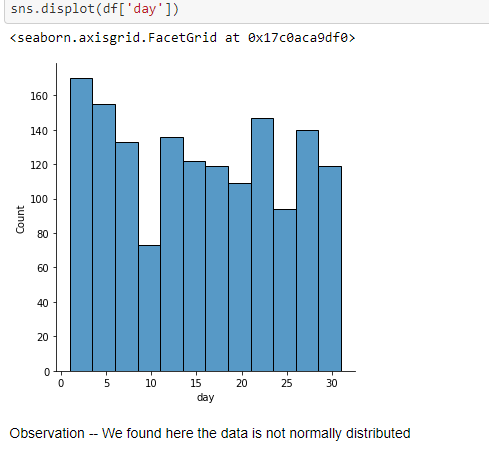 sns.displot(df['day'])
<seaborn.axisgrid.FacetGrid at 0x17c0aca9df0>
160
140
120
100
80
60
40
20
0
Count
0 5 10 15 20 25 30
day
Observation -- We found here the data is not normally distributed